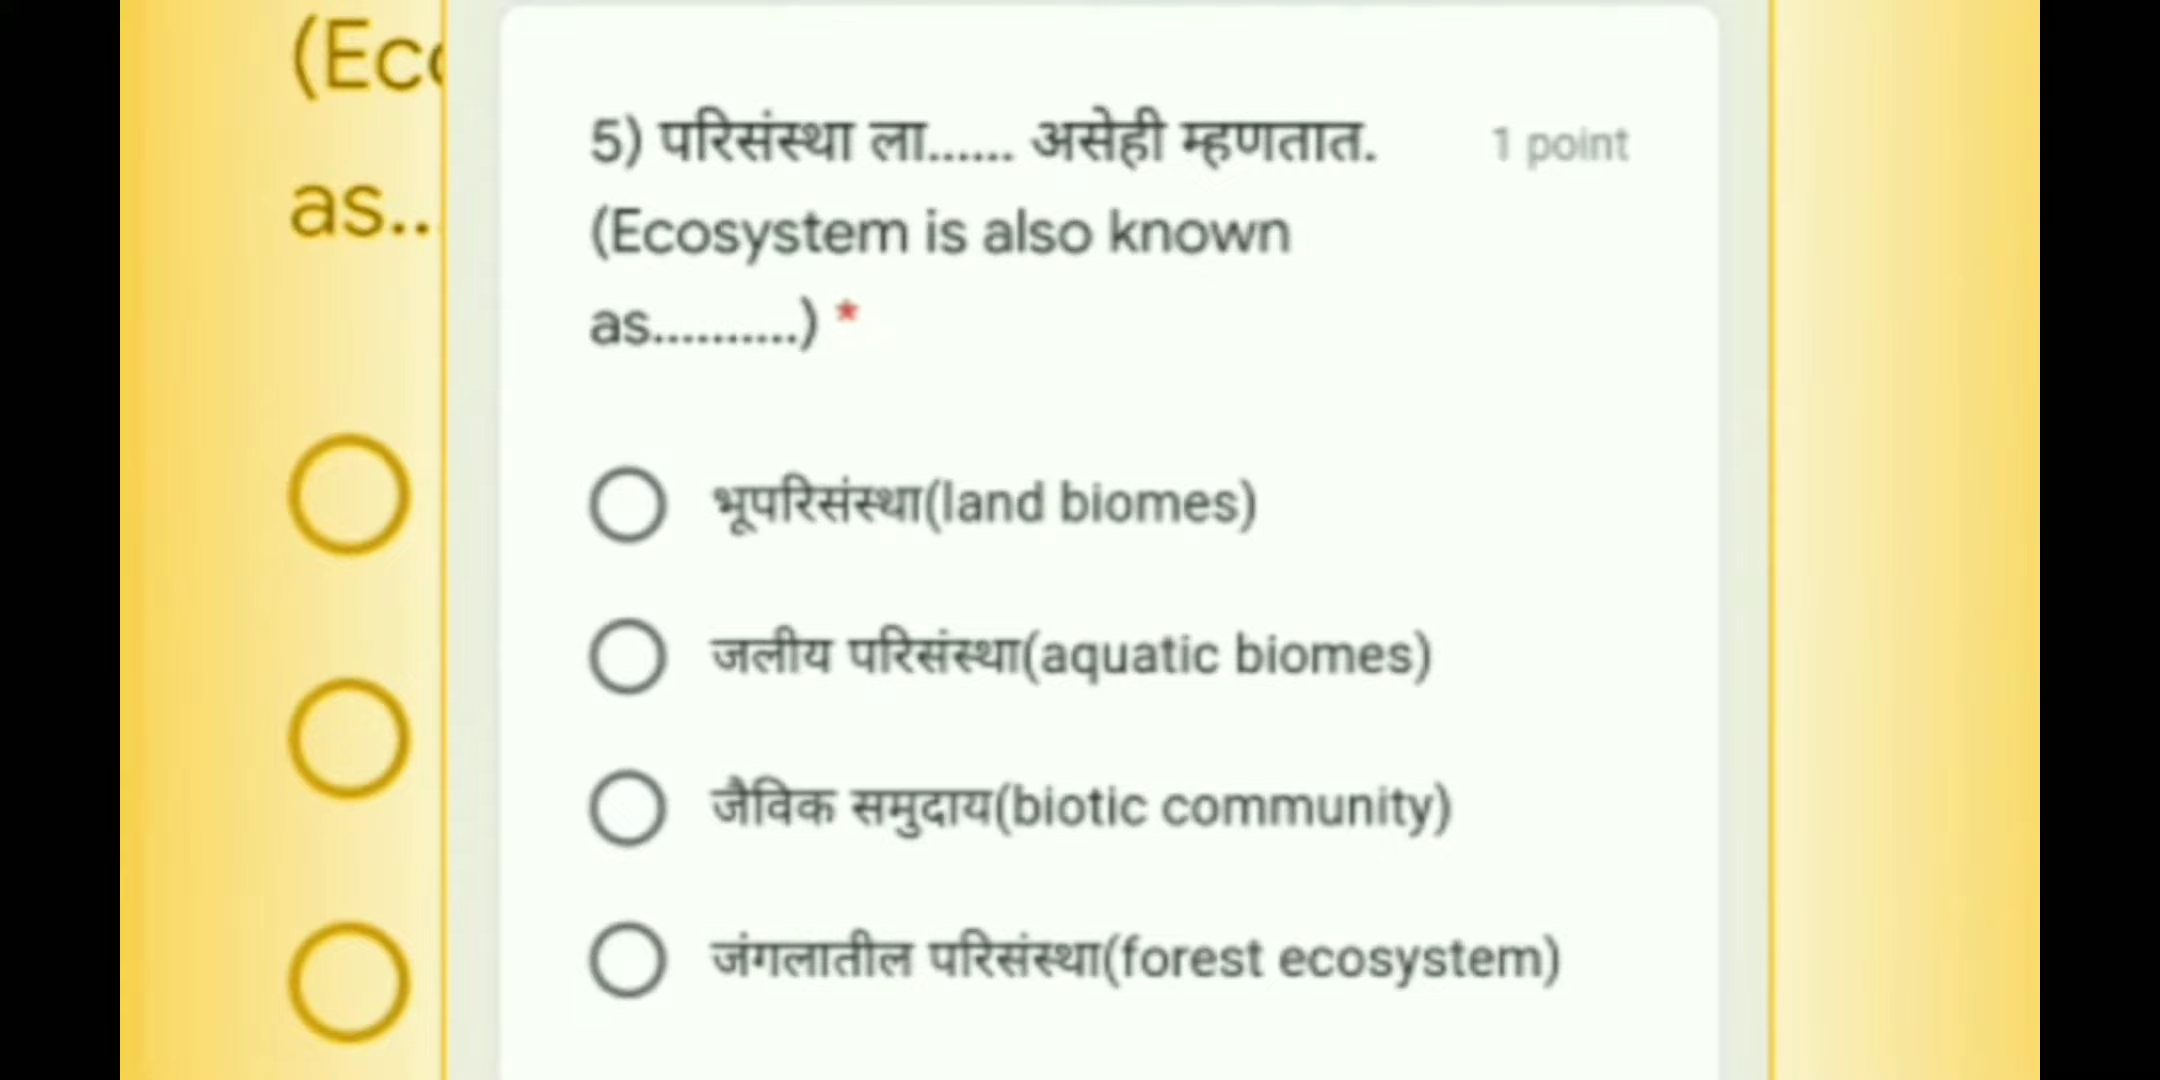 (Ec
as...
5) परिसंस्था ला...... असेही म्हणतात. 1 point
(Ecosystem is also known
as..........) *
भूपरिसंस्था(land biomes)
जलीय परिसंस्था(aquatic biomes)
जैविक समुदाय(biotic community)
जंगलातील परिसंस्था(forest ecosystem)